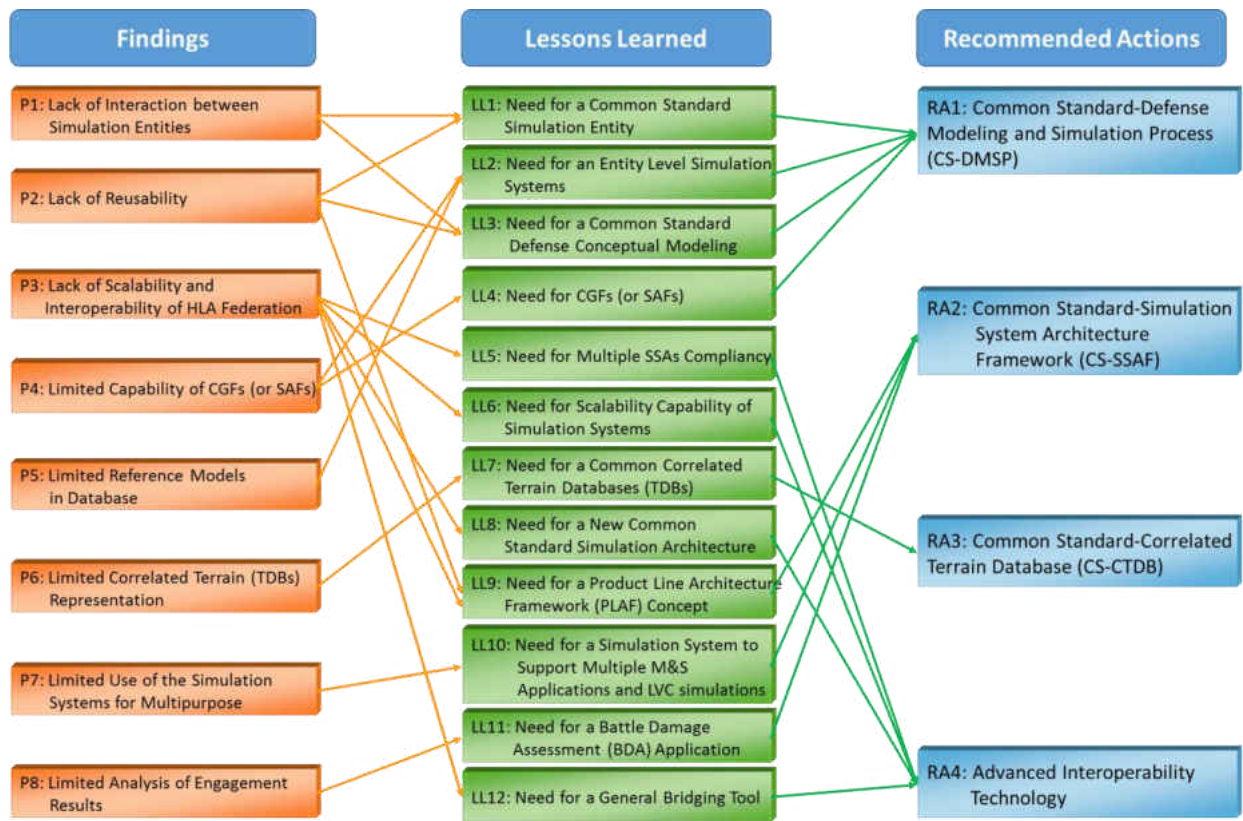 Findings
P1: Lack of Interaction between
Simulation Entities
P2: Lack of Reusability
P3: Lack of Scalability and
Interoperability of HLA Federation
P4: Limited Capability of CGFs (or SAFs)
P5: Limited Reference Models
in Database
P6: Limited Correlated Terrain (TDBs)
Representation
P7: Limited Use of the Simulation
Systems for Multipurpose
P8: Limited Analysis of Engagement
Results
Lessons Learned
LL1: Need for a Common Standard
Simulation Entity
LL2: Need for an Entity Level Simulation
Systems
LL3: Need for a Common Standard
Defense Conceptual Modeling
LL4: Need for CGFs (or SAFs)
LL5: Need for Multiple SSAs Compliancy
LL6: Need for Scalability Capability of
Simulation Systems
LL7: Need for a Common Correlated
Terrain Databases (TDBs)
LL8: Need for a New Common
Standard Simulation Architecture
LL9: Need for a Product Line Architecture
Framework (PLAF) Concept
LL10: Need for a Simulation System to
Support Multiple M&S
Applications and LVC simulations
LL11: Need for a Battle Damage
Assessment (BDA) Application
LL12: Need for a General Bridging Tool
Recommended Actions
RA1: Common Standard-Defense
Modeling and Simulation Process
(CS-DMSP)
RA2: Common Standard-Simulation
System Architecture
Framework (CS-SSAF)
RA3: Common Standard-Correlated
Terrain Database (CS-CTDB)
RA4: Advanced Interoperability
Technology